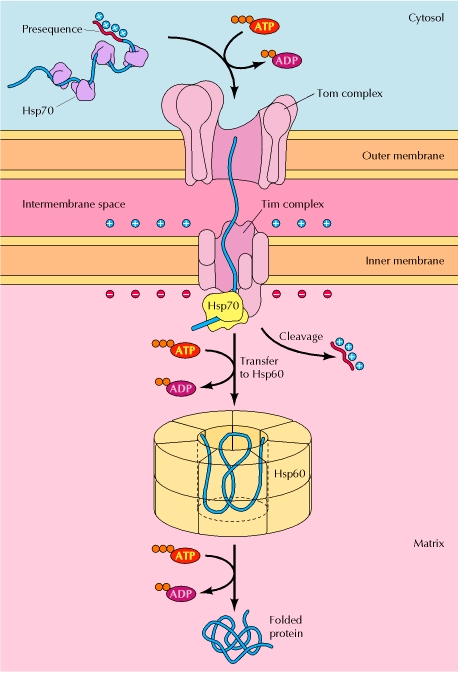 Cytosol
Presequence
ATP
ADP
Hsp70
Tom complex
Outer membrane
Intermembrane space
Tim complex
+ + + + + + +
Inner membrane
− − − − − − −
Hsp70
Cleavage
ATP
Transfer
to Hsp60
ADP
Hsp60
Matrix
ATP
ADP
Folded
protein